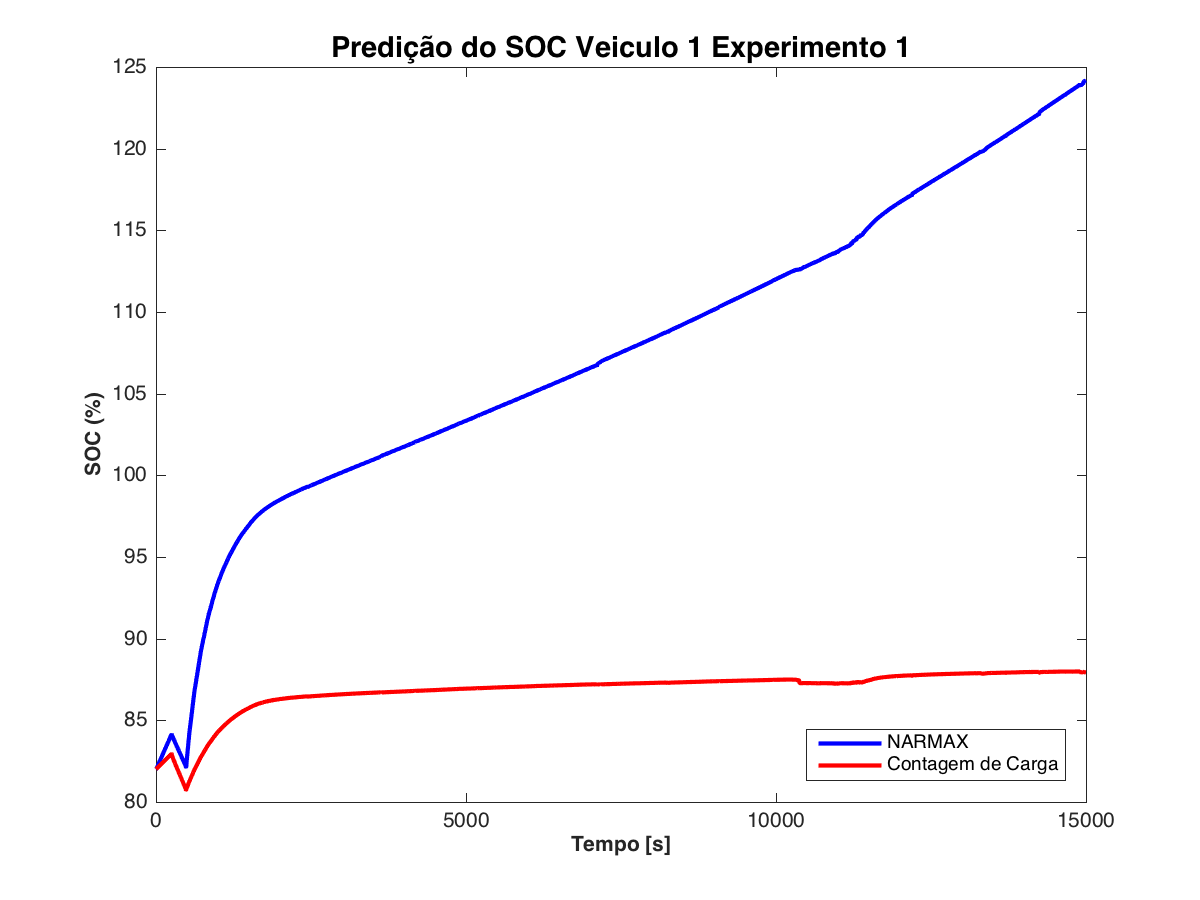 Predição do SOC Veiculo 1 Experimento 1
125
120
115
110
105
100
95
90
85
80
SOC (%)
0
5000
10000
15000
Tempo [s]
NARMAX
Contagem de Carga